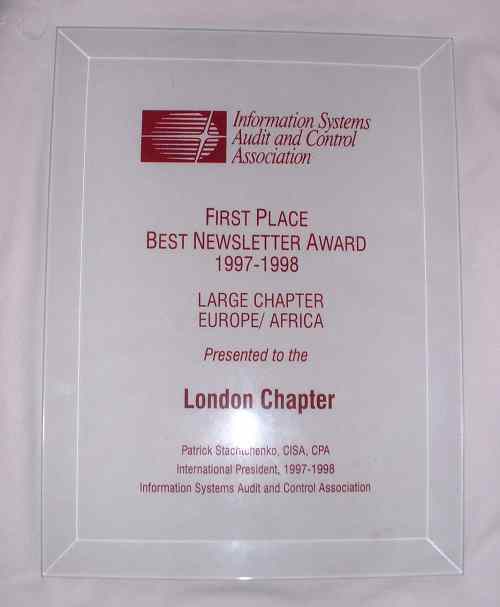 Information Systems
Audit and Control
Association
FIRST PLACE
BEST NEWSLETTER AWARD
1997-1998
LARGE CHAPTER
EUROPE/ AFRICA
Presented to the
London Chapter
Patrick Stachtchenko, CISA, CPA
International President, 1997-1998
Information Systems Audit and Control Association